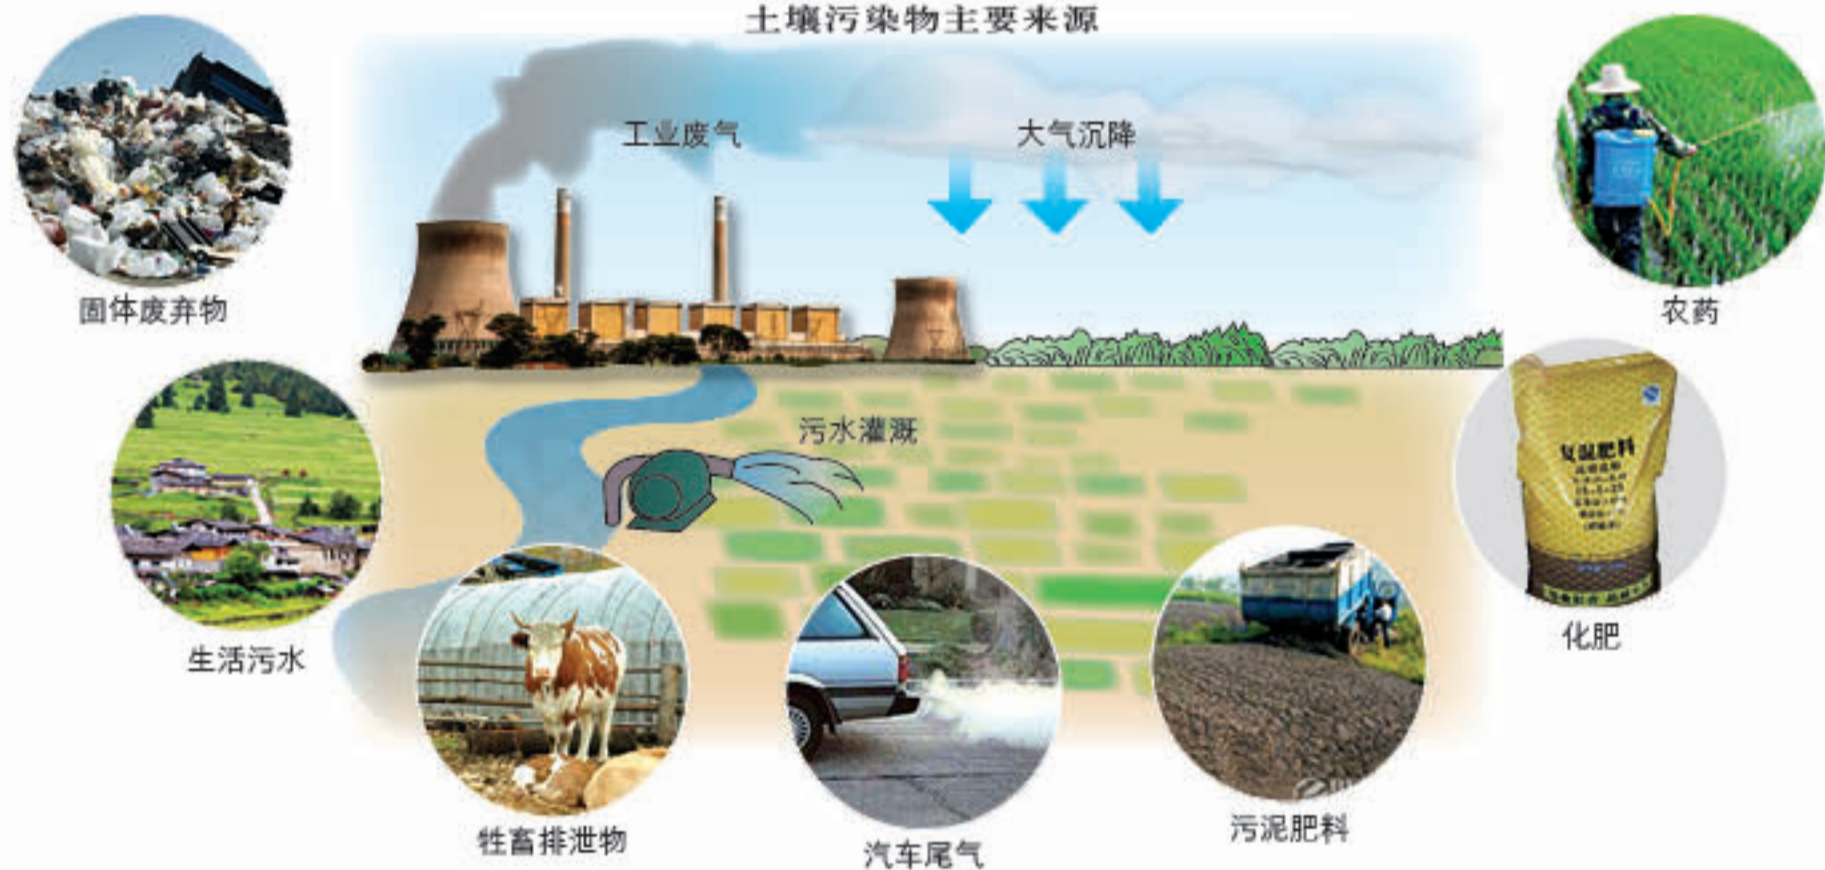 土壤污染物主要来源
工业废气
大气沉降
固体废弃物
农药
污水灌溉
复混肥料
生活污水
化肥
牲畜排泄物
汽车尾气
污泥肥料